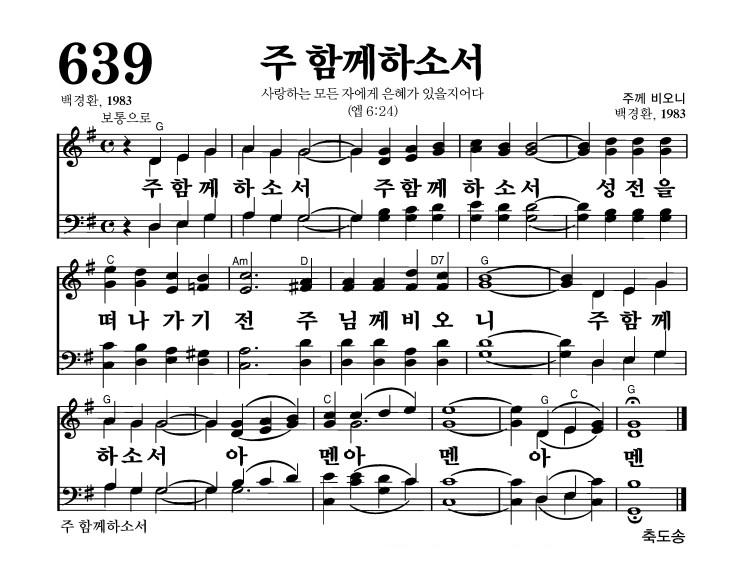 639
주 함께하소서
사랑하는 모든 자에게 은혜가 있을지어다
(엡 6:24)
백경환, 1983
주께 비오니
백경환, 1983
보통으로
G
주 함 께 하 소 서 주 함 께 하 소 서 성 전 을
C Am D D7 G
떠 나 가 기 전 주 님 께 비 오 니 주 함 께
G C G C G
하 소 서 아 멘 아 멘 아 멘
주 함께하소서
축도송